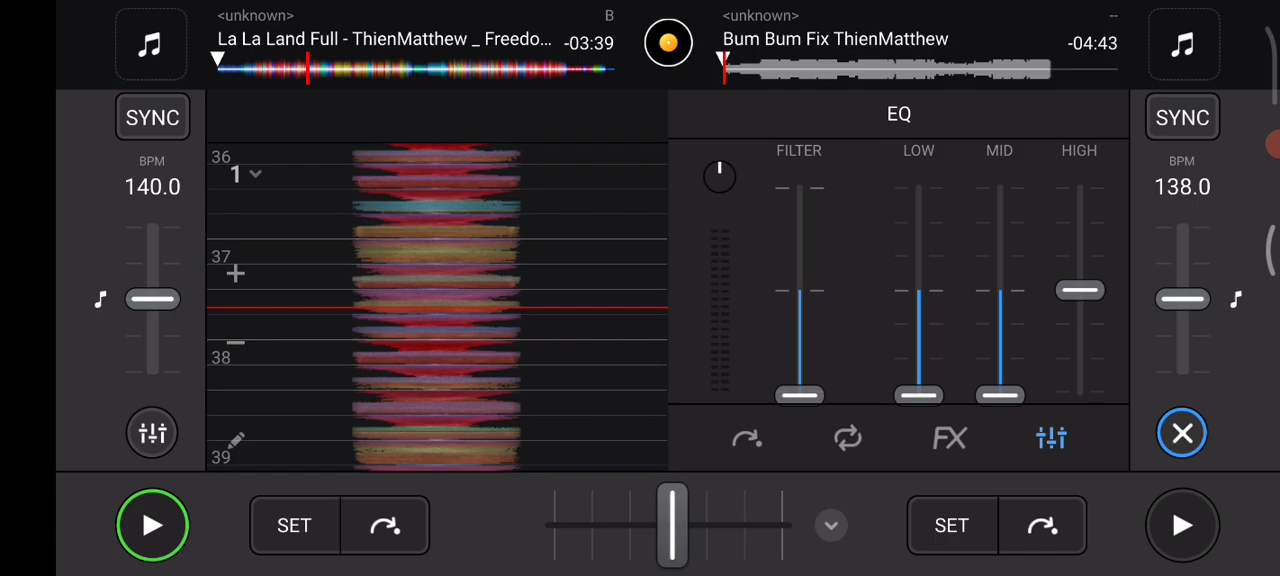 <unknown>
B
La La Land Full - ThienMatthew _ Freedo...
-03:39
<unknown>
--
Bum Bum Fix ThienMatthew
-04:43
SYNC
BPM
140.0
36
1
37
38
39
EQ
FILTER
LOW
MID
HIGH
FX
SYNC
BPM
138.0
SET
SET